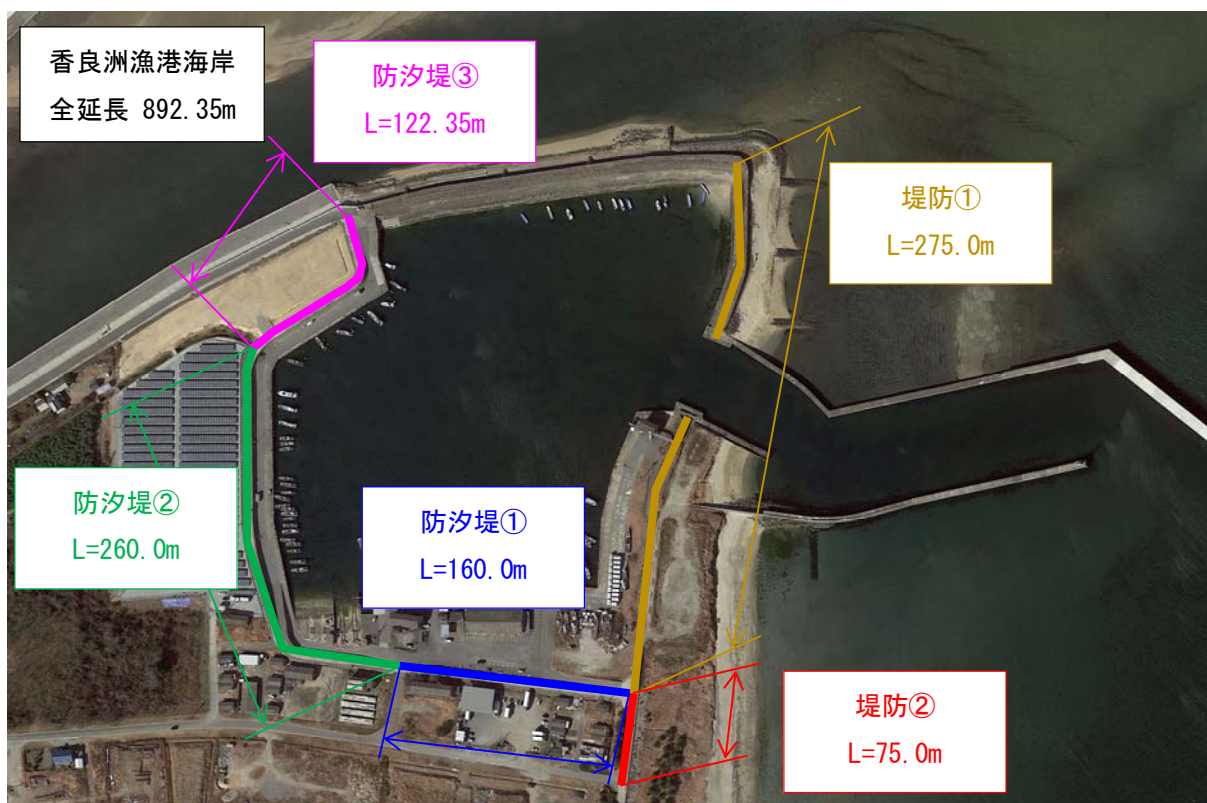 香良洲漁港海岸
全延長 892.35m
防汐堤③
L=122.35m
堤防①
L=275.0m
防汐堤②
L=260.0m
防汐堤①
L=160.0m
堤防②
L=75.0m